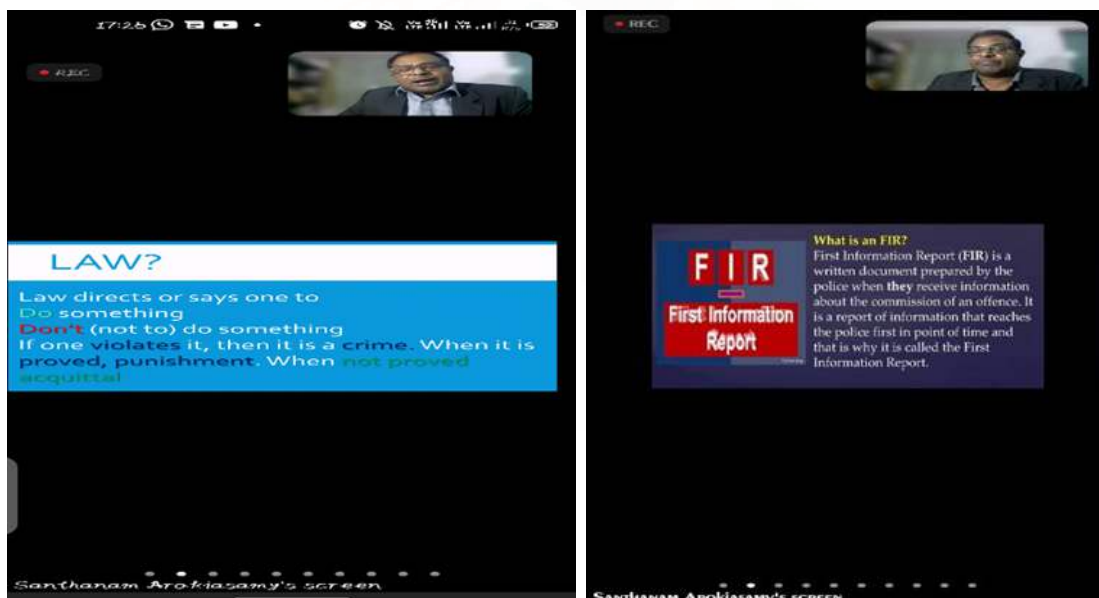 17:26
REC
LAW?
Law directs or says one to
Do something
Don't (not to) do something
If one violates it, then it is a crime. When it is
proved, punishment. When not proved
acquittal
Santhanam Arokiasamy's screen
REC
F I R
First Information
Report
What is an FIR?
First Information Report (FIR) is a
written document prepared by the
police when they receive information
about the commission of an offence. It
is a report of information that reaches
the police first in point of time and
that is why it is called the First
Information Report.
Santhanam Arokiasamy's screen